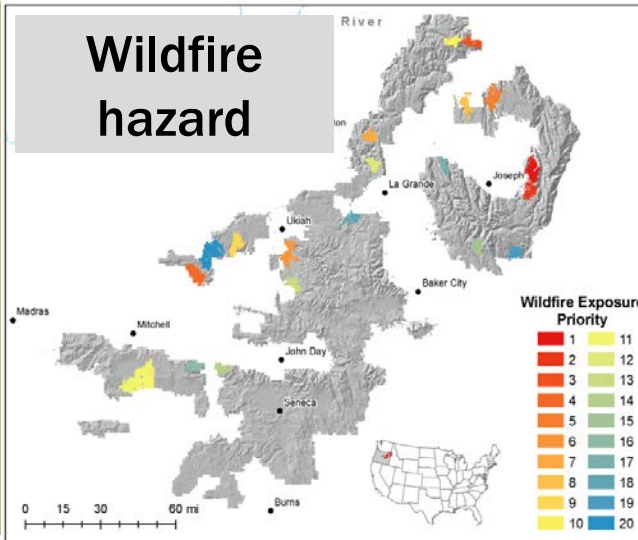 Wildfire
hazard
River
ton
La Grande
Joseph
Ukiah
Baker City
Madras
Mitchell
John Day
Seneca
Burns
0 15 30 60 mi
Wildfire Exposure
Priority
1 11
2 12
3 13
4 14
5 15
6 16
7 17
8 18
9 19
10 20